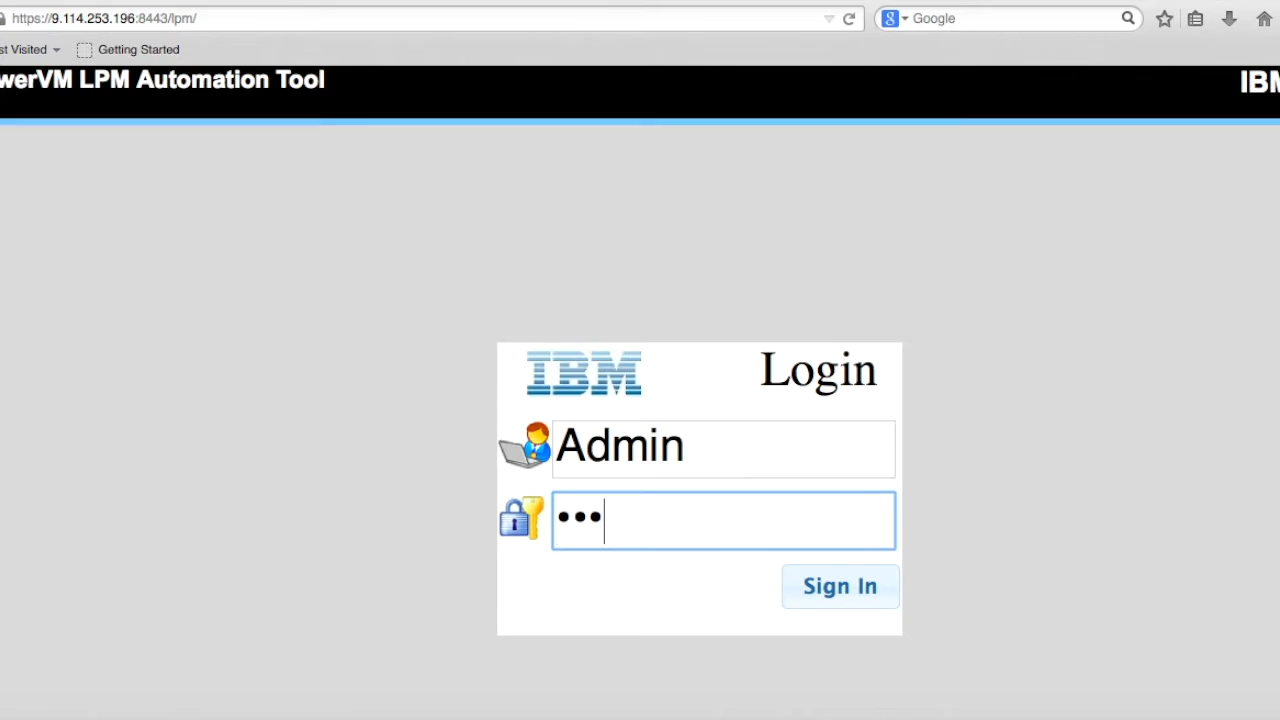 https://9.114.253.196:8443/lpm/
Google
st Visited
Getting Started
werVM LPM Automation Tool
IBM
IBM
Login
Admin
•••
Sign In